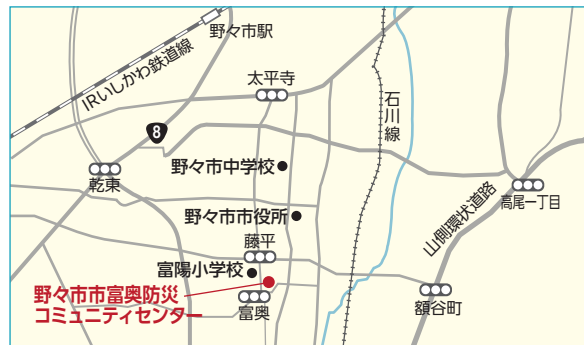 野々市駅
IRいしかわ鉄道線
太平寺
石川線
8
野々市中学校
乾東
高尾一丁目
野々市市役所
山側環状道路
藤平
富陽小学校
野々市市富奥防災
コミュニティセンター
富奥
額谷町